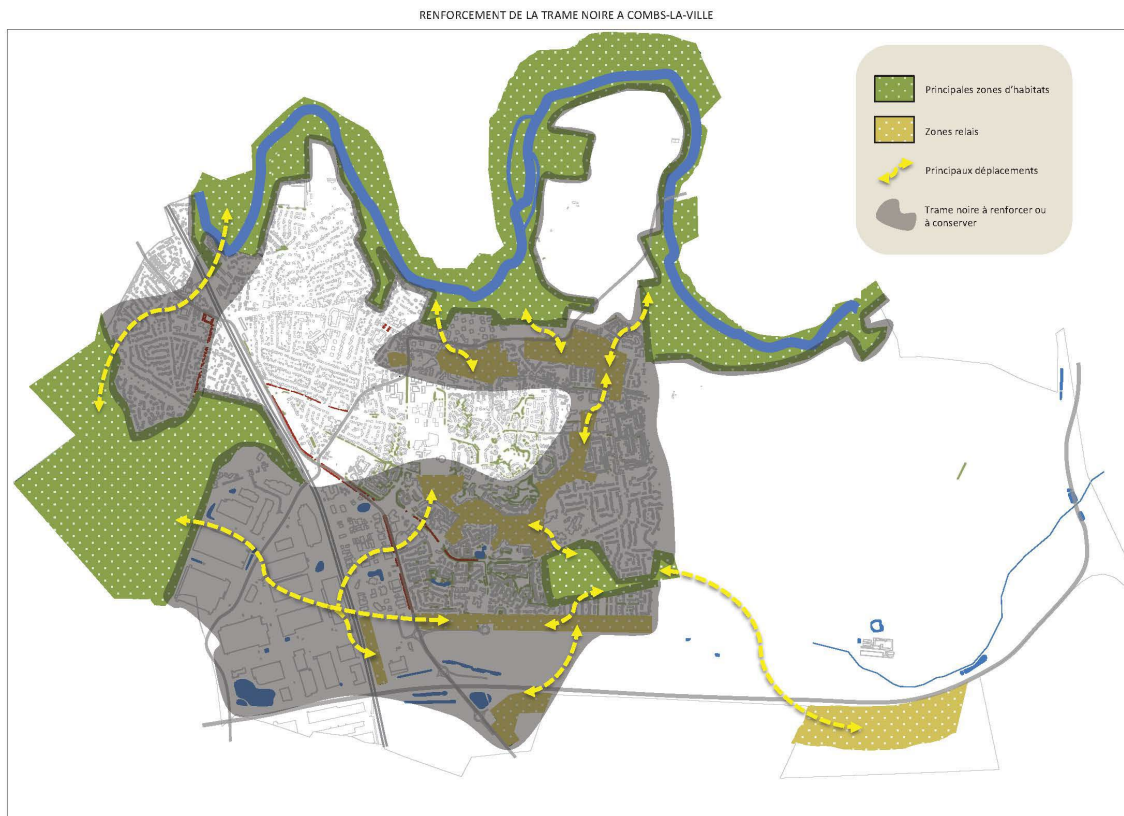 RENFORCEMENT DE LA TRAME NOIRE A COMBS-LA-VILLE
Principales zones d'habitats
Zones relais
Principaux déplacements
Trame noire à renforcer ou
à conserver